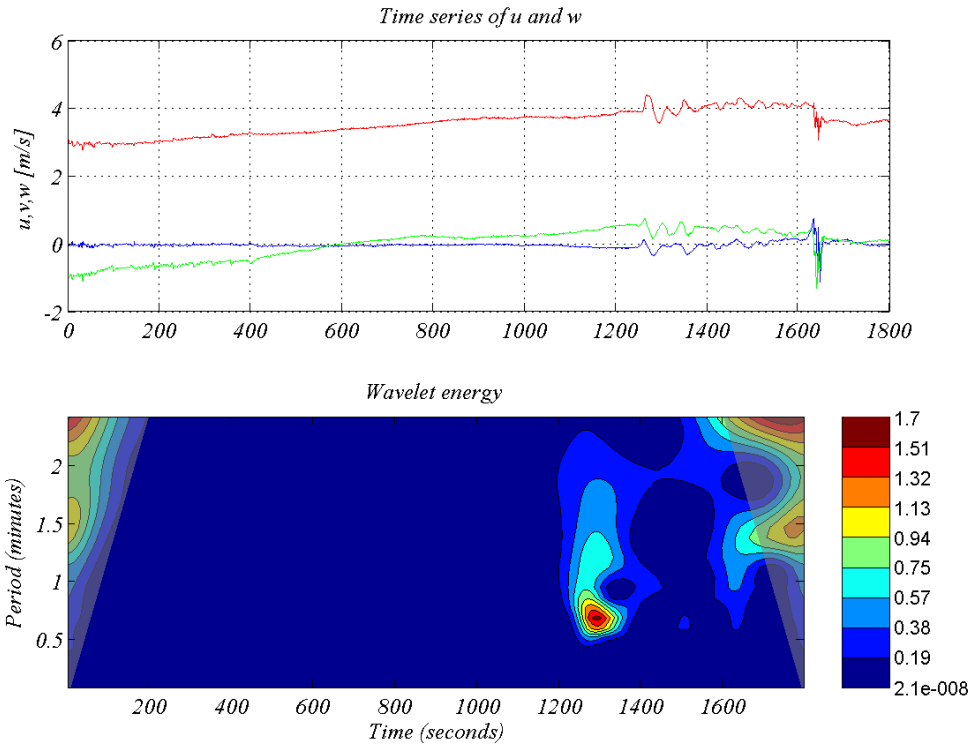 Time series of u and w
6
4
2
0
-2
u,v,w [m/s]
0 200 400 600 800 1000 1200 1400 1600 1800
Wavelet energy
2
1.5
1
0.5
Period (mimutes)
200 400 600 800 1000 1200 1400 1600
Time (seconds)
1.7
1.51
1.32
1.13
0.94
0.75
0.57
0.38
0.19
2.1e-008